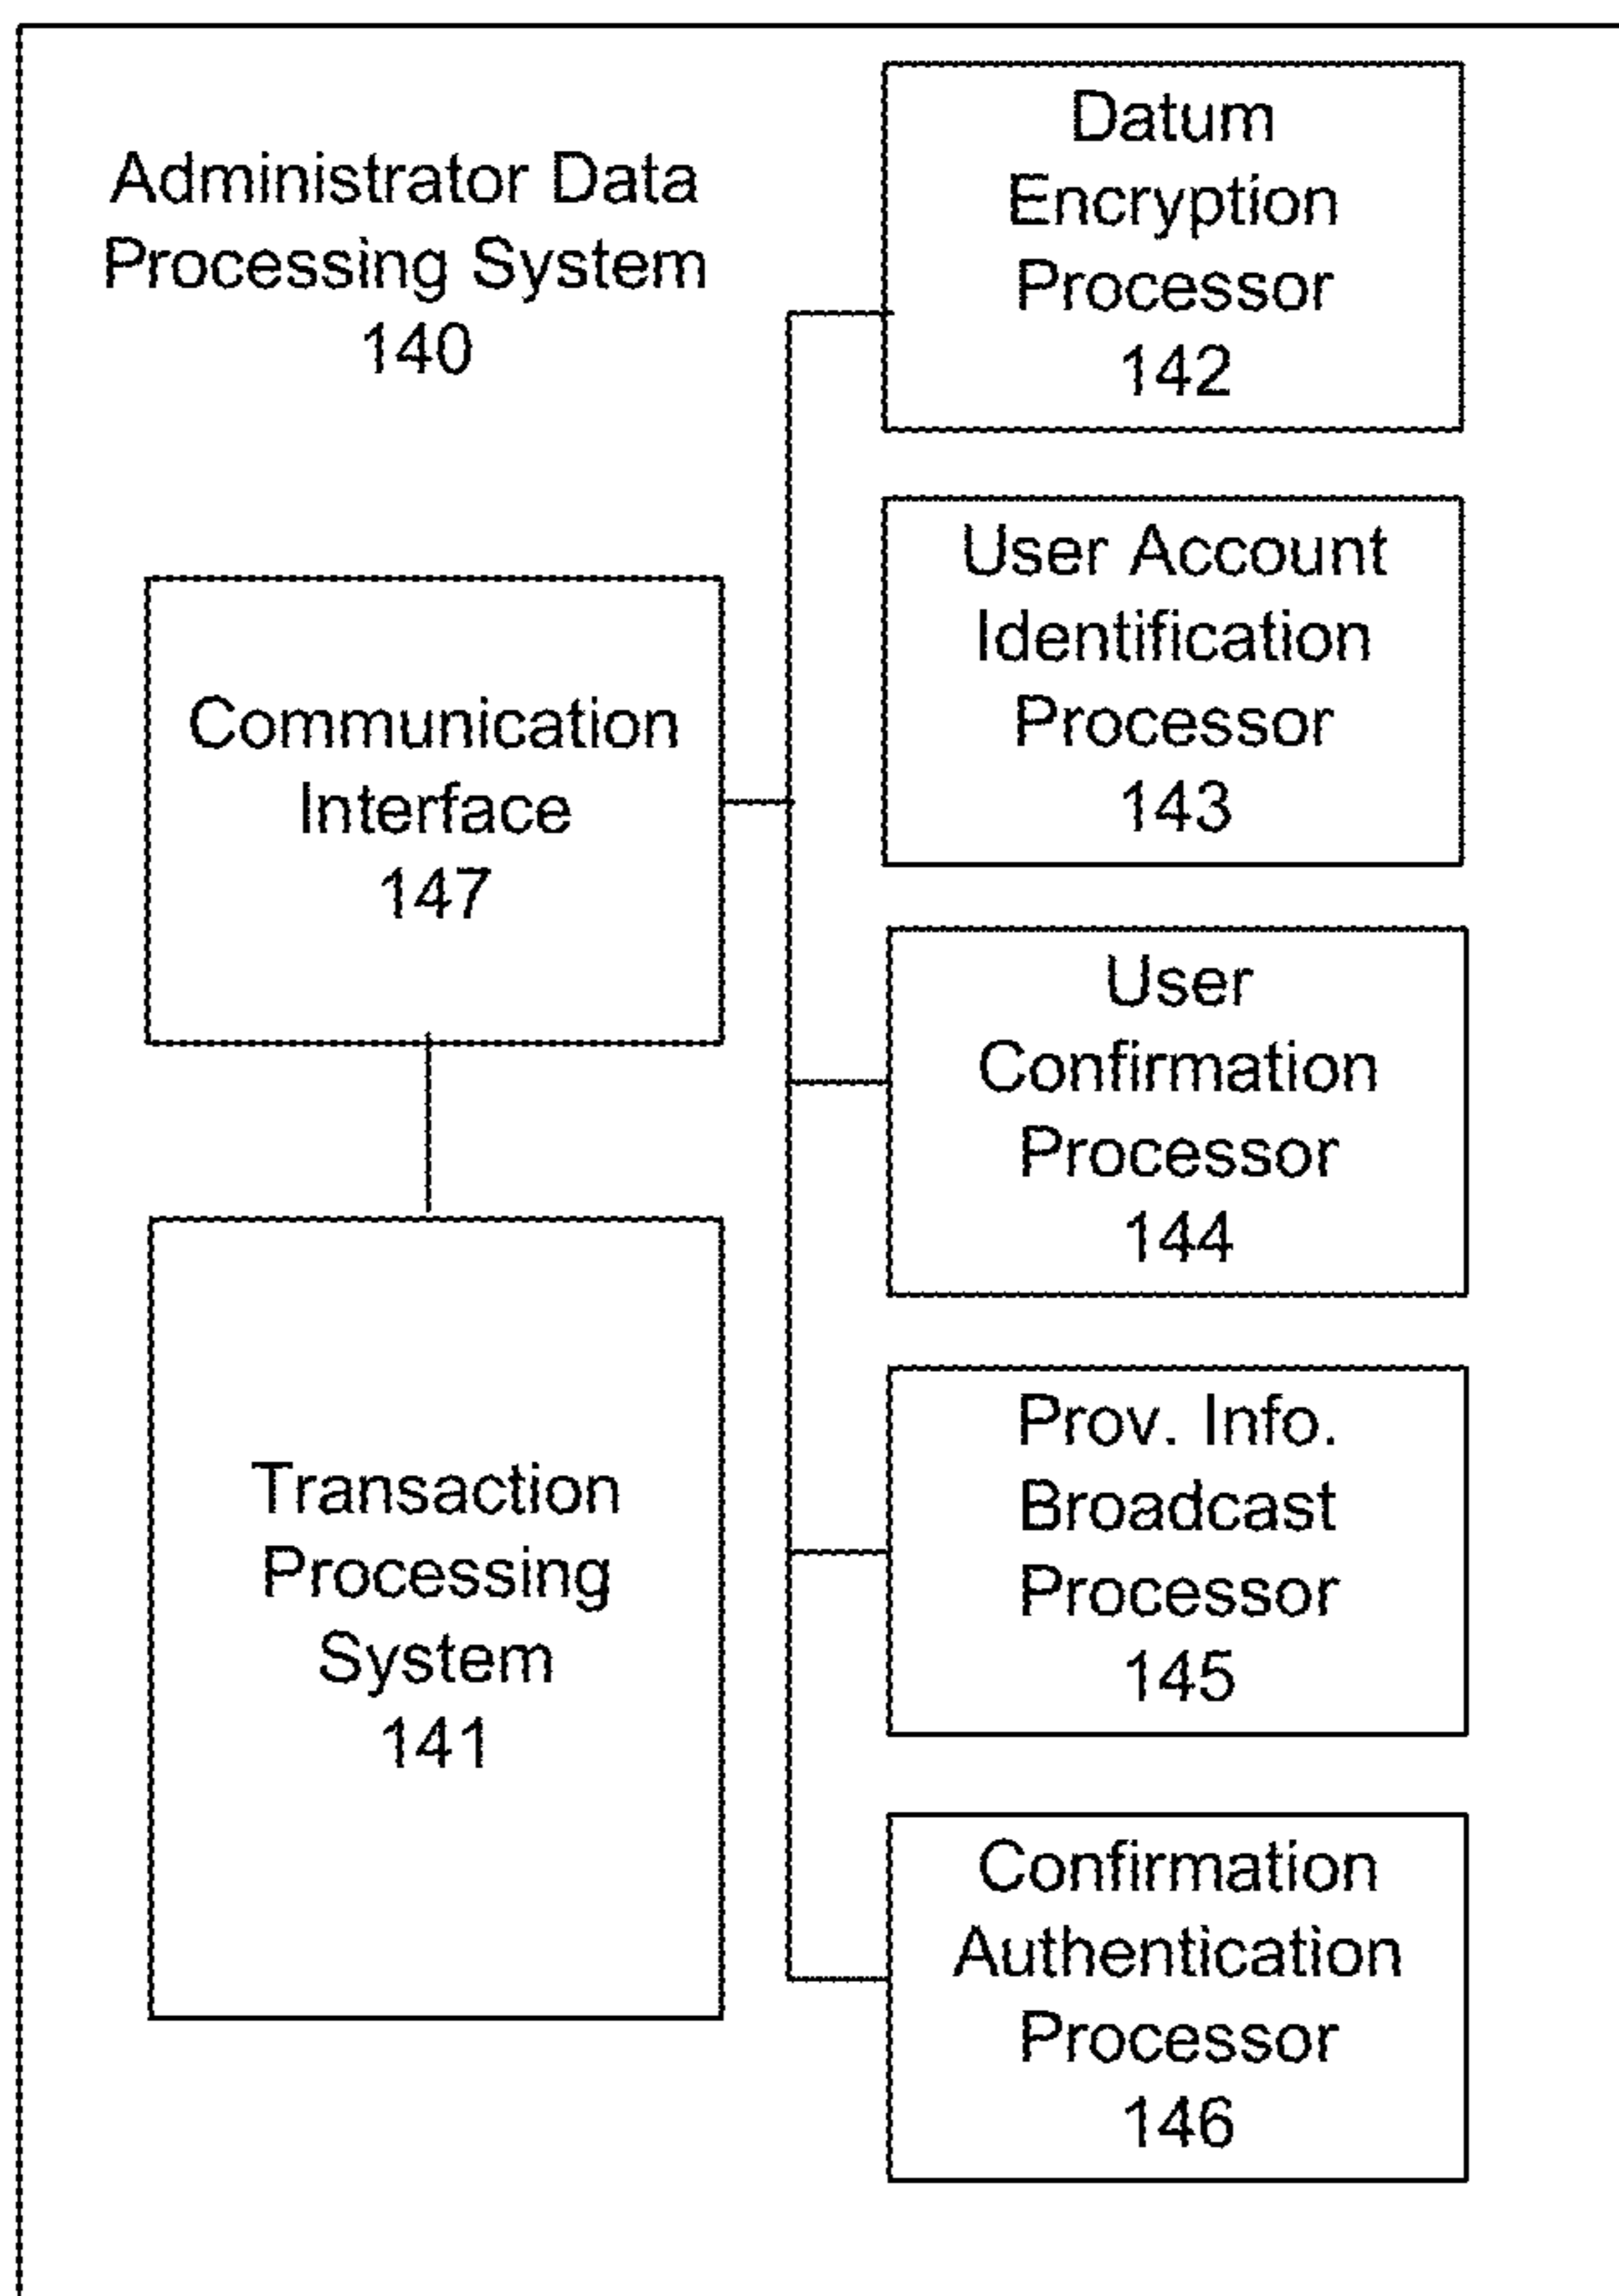 Administrator Data
Processing System
140
Communication
Interface
147
Transaction
Processing
System
141
Datum
Encryption
Processor
142
User Account
Identification
Processor
143
User
Confirmation
Processor
144
Prov. Info.
Broadcast
Processor
145
Confirmation
Authentication
Processor
146